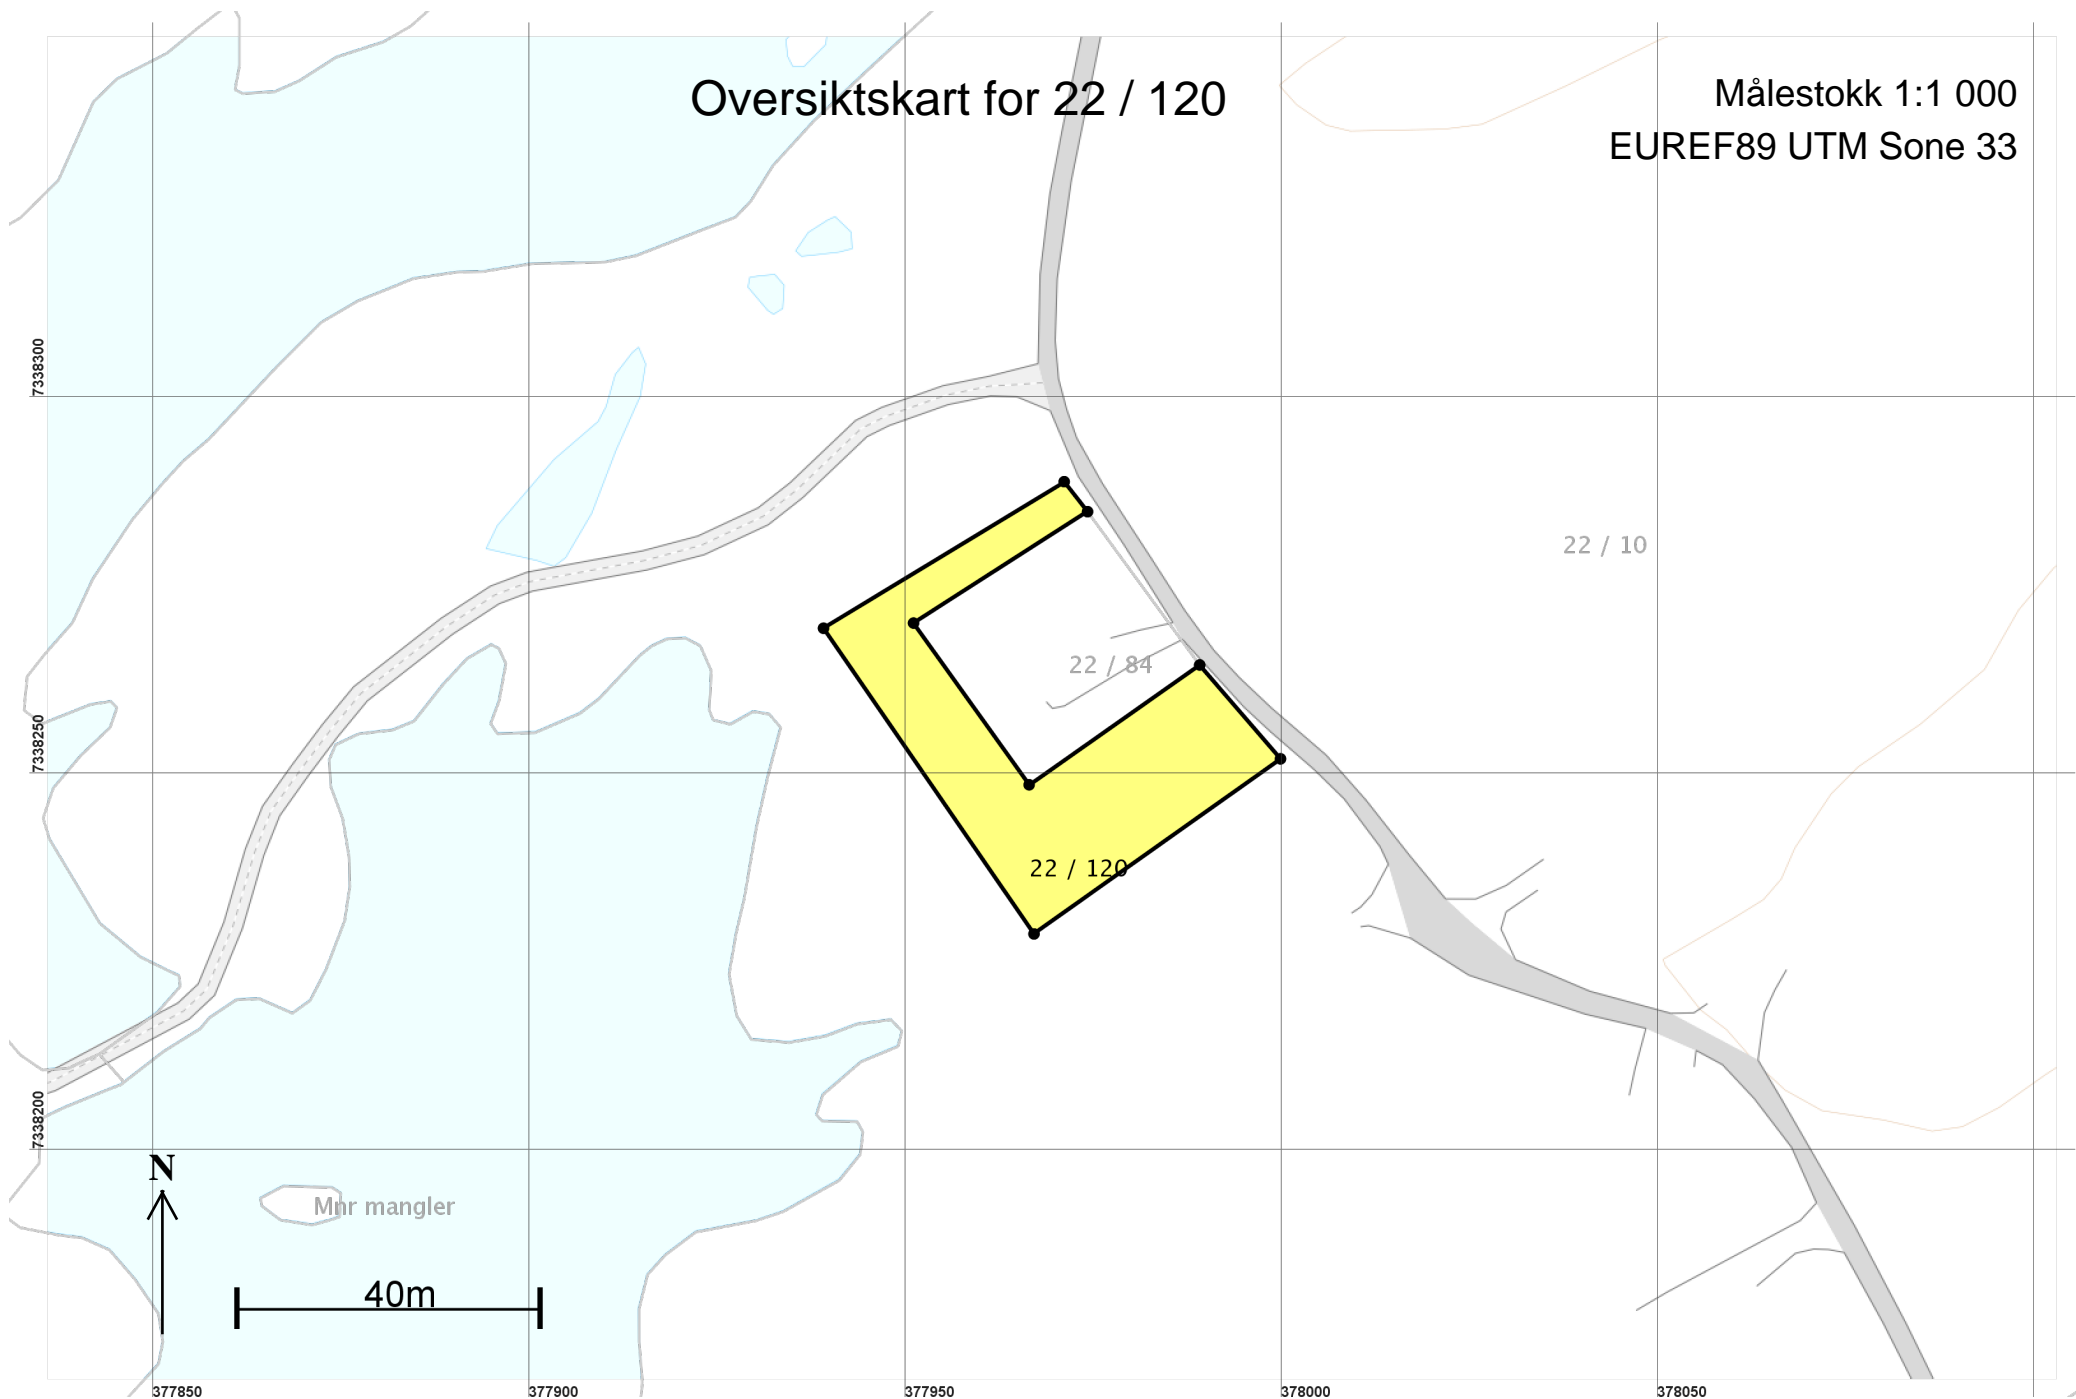 Oversiktskart for 22 / 120
Målestokk 1:1 000
EUREF89 UTM Sone 33
7338300
22 / 10
22 / 84
7338250
22 / 120
7338200
N
Mnr mangler
40m
377850
377900
377950
378000
378050